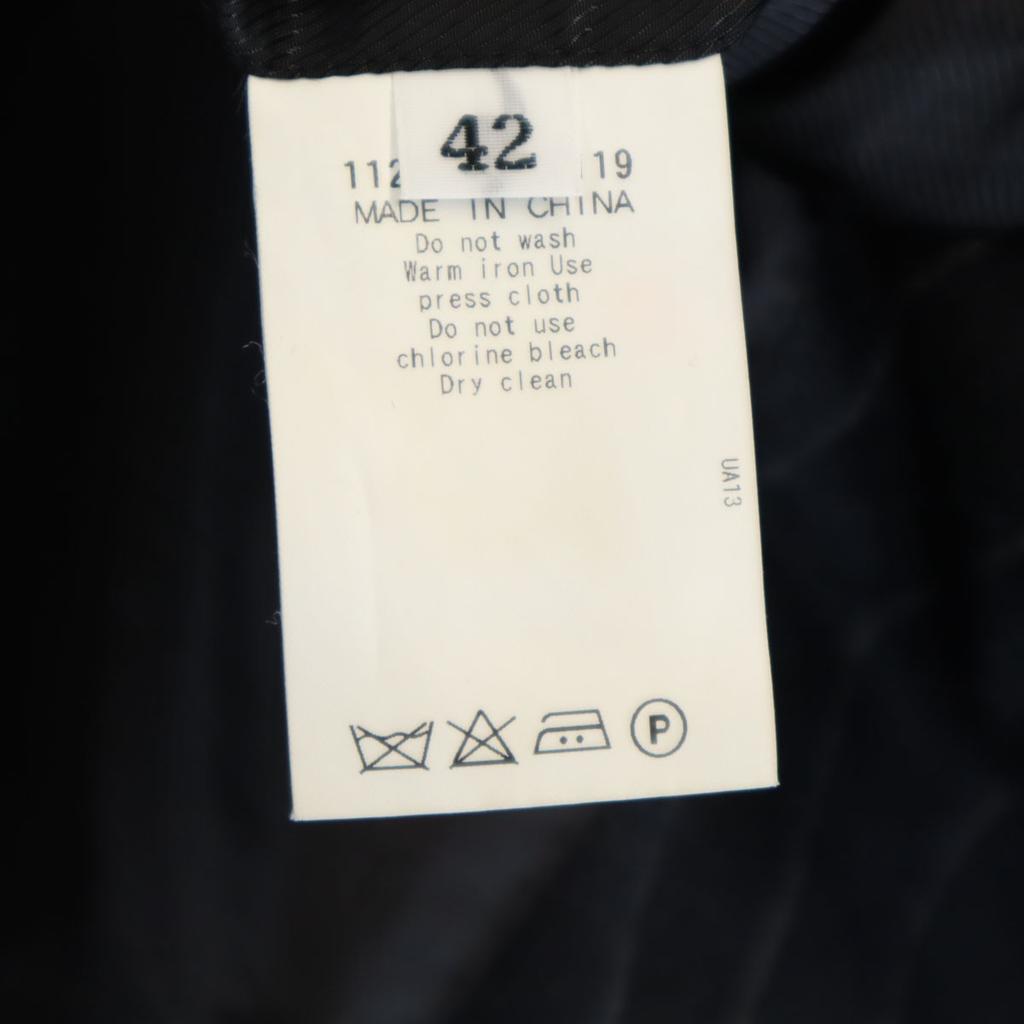 42
112 19
MADE IN CHINA
Do not wash
Warm iron Use
press cloth
Do not use
chlorine bleach
Dry clean
UA13
P